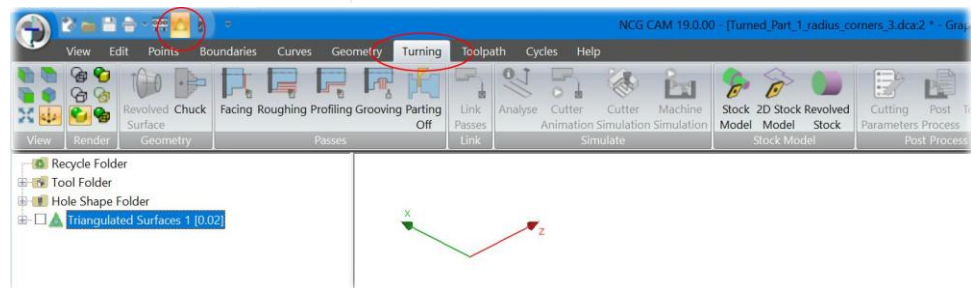 NCG CAM 19.0.00 - [Turned_Part_1_radius_corners_3.dca:2 * - Grap
View Edit Points Boundaries Curves Geometry Turning Toolpath Cycles Help
Revolved Surface Chuck Facing Roughing Profiling Grooving Parting Off Link Passes Analyse Cutter Animation Cutter Simulation Machine Simulation Stock Model 2D Stock Model Revolved Stock Cutting Parameters Post Process
View Render Geometry Passes Link Simulate Stock Model Post Process
Recycle Folder
Tool Folder
Hole Shape Folder
Triangulated Surfaces 1 [0.02]
X
Z